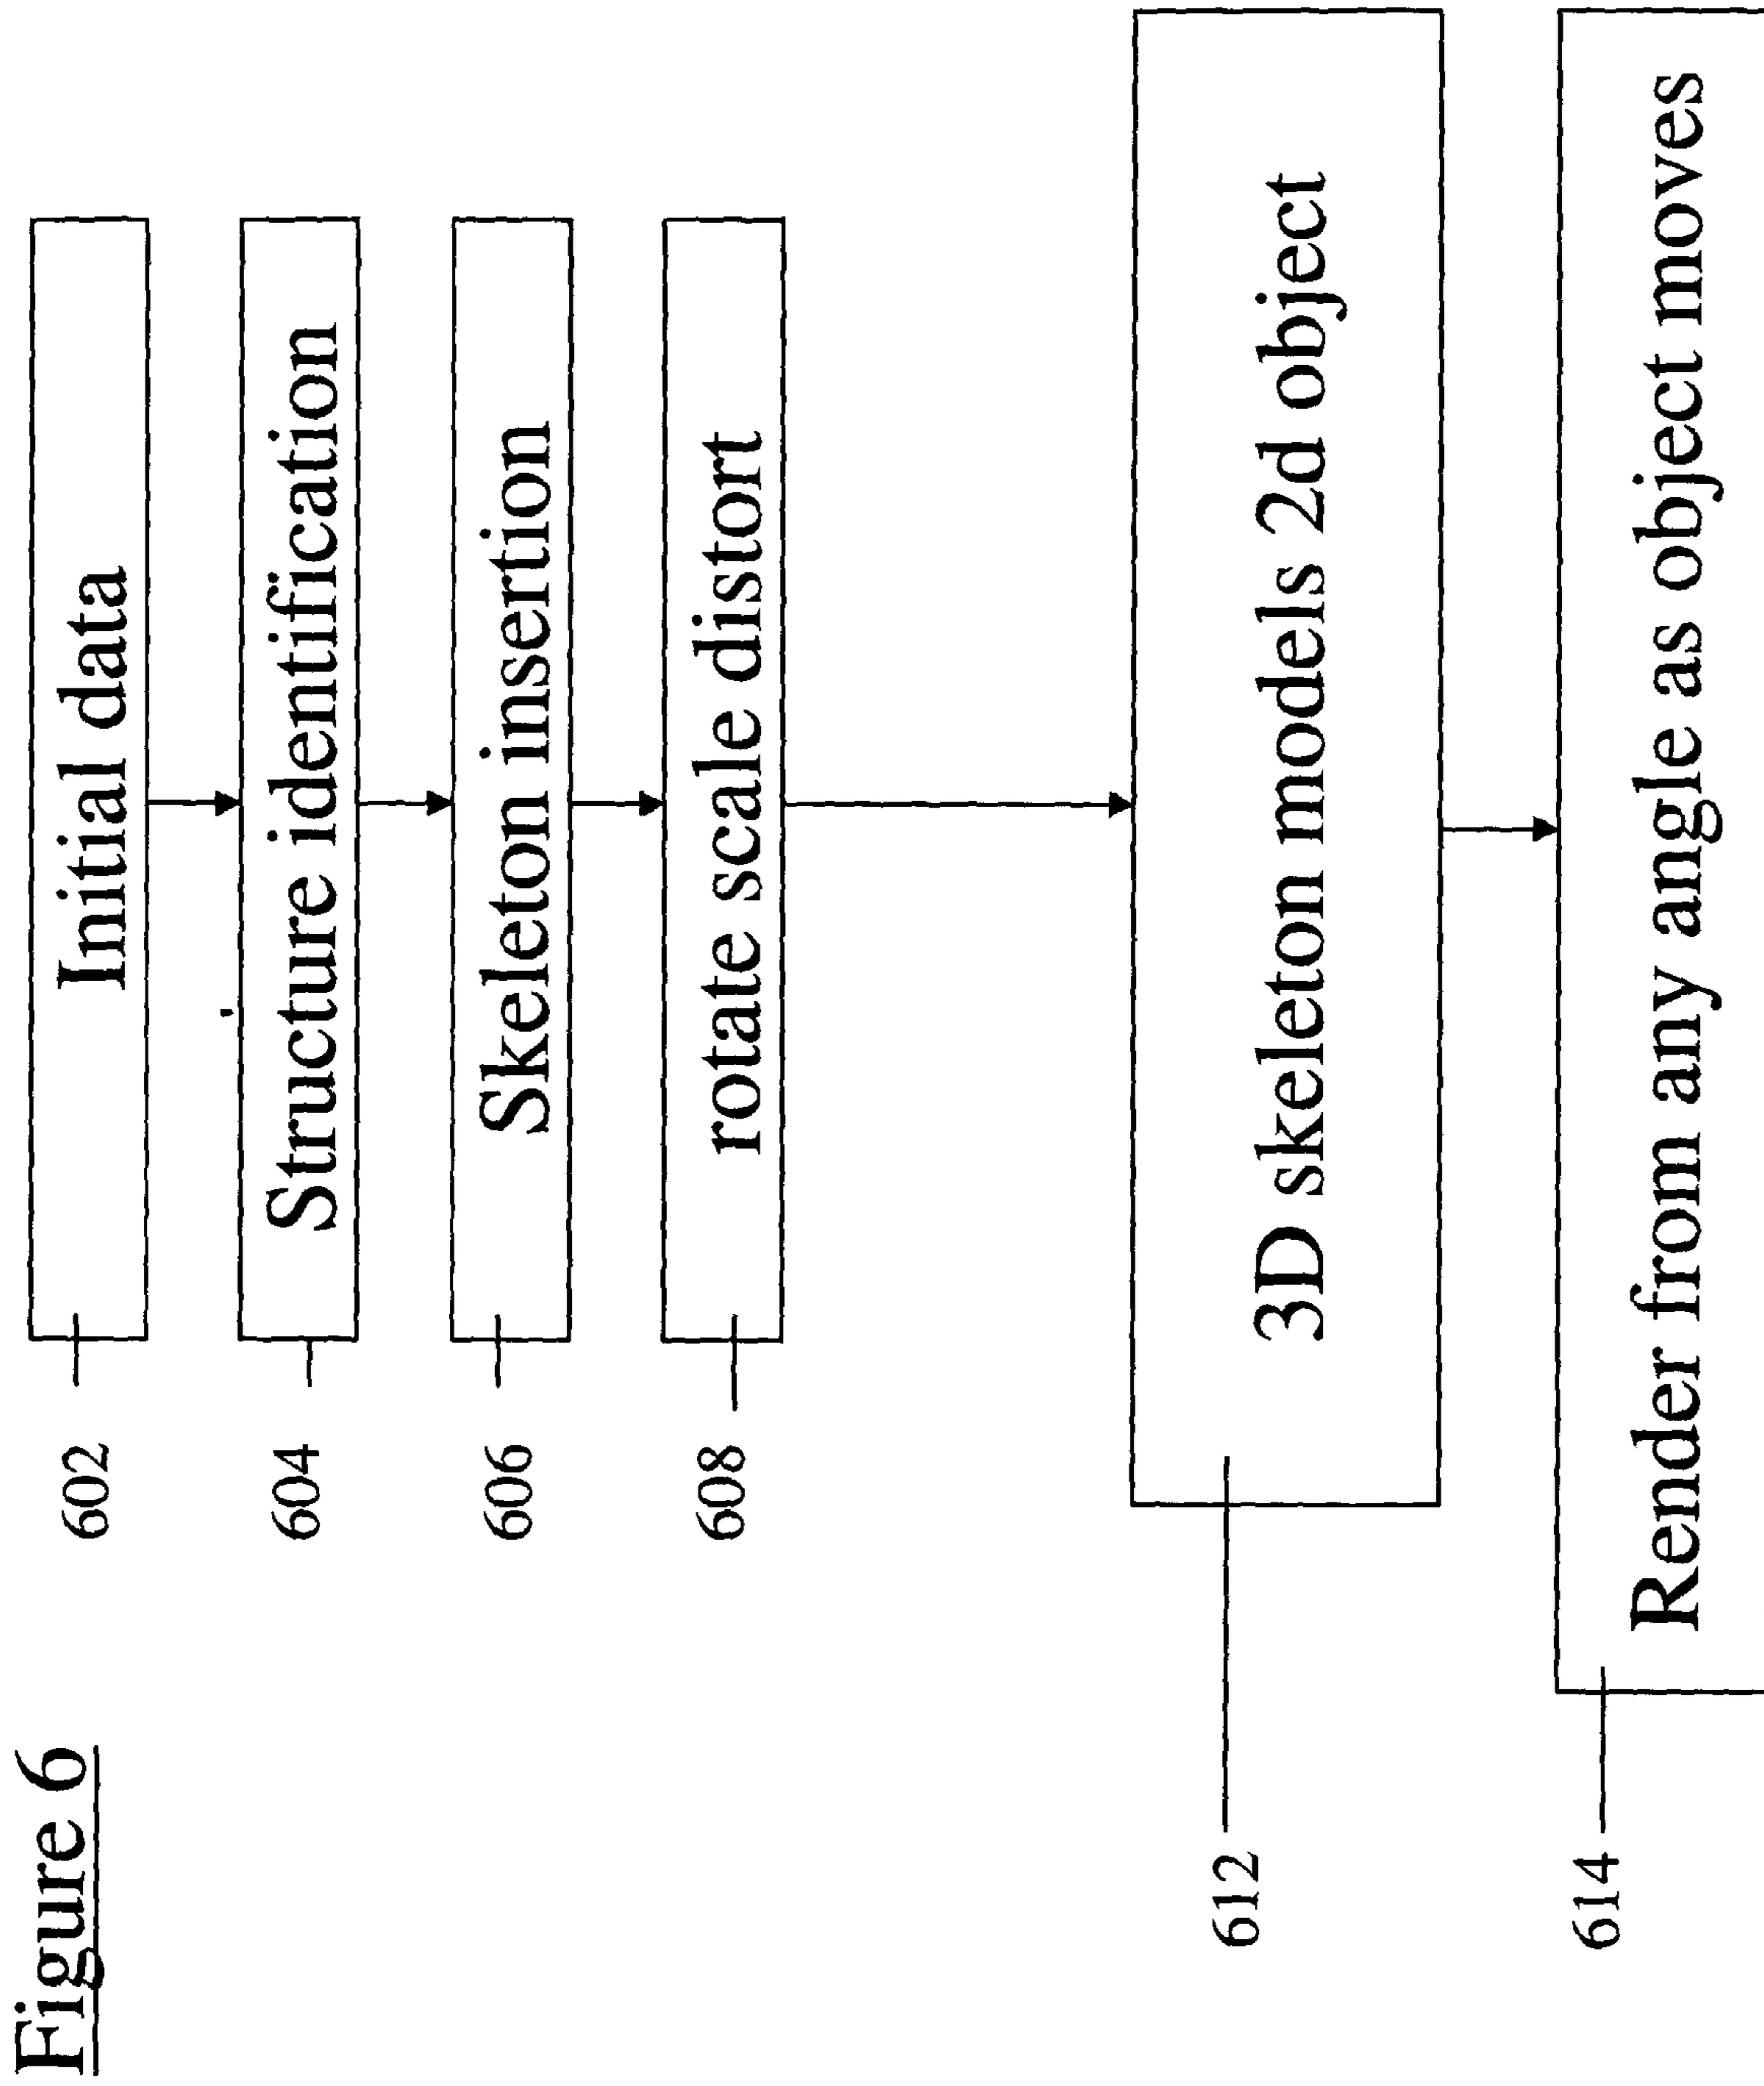 Figure 6
602
Initial data
604
Structure identification
606
Skeleton insertion
608
rotate scale distort
612
3D skeleton models 2d object
614
Render from any angle as object moves